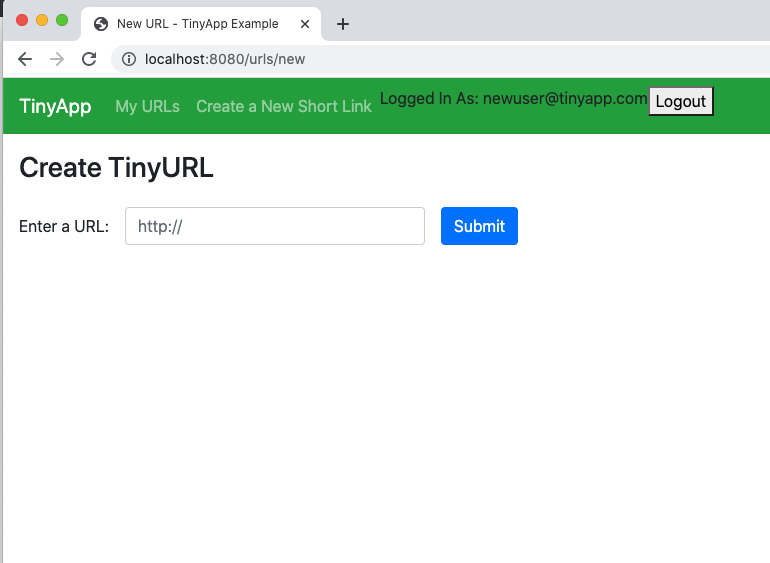 New URL - TinyApp Example
localhost:8080/urls/new
TinyApp My URLs Create a New Short Link Logged In As: newuser@tinyapp.com Logout
Create TinyURL
Enter a URL: http:// Submit